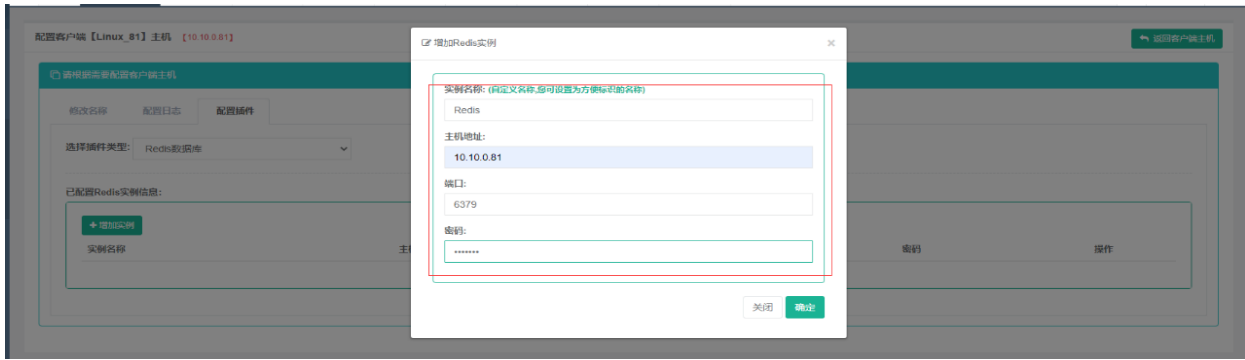 配置客户端【Linux_81】主机 【10.10.0.81】
返回客户端主机
请根据需要配置客户端主机
修改名称 配置日志 配置插件
选择插件类型: Redis数据库
已配置Redis实例信息:
+ 增加实例
实例名称 主机 密码 操作
增加Redis实例 ×
实例名称: (自定义名称,您可设置为方便标识的名称)
Redis
主机地址:
10.10.0.81
端口:
6379
密码:
•••••••
关闭 确定